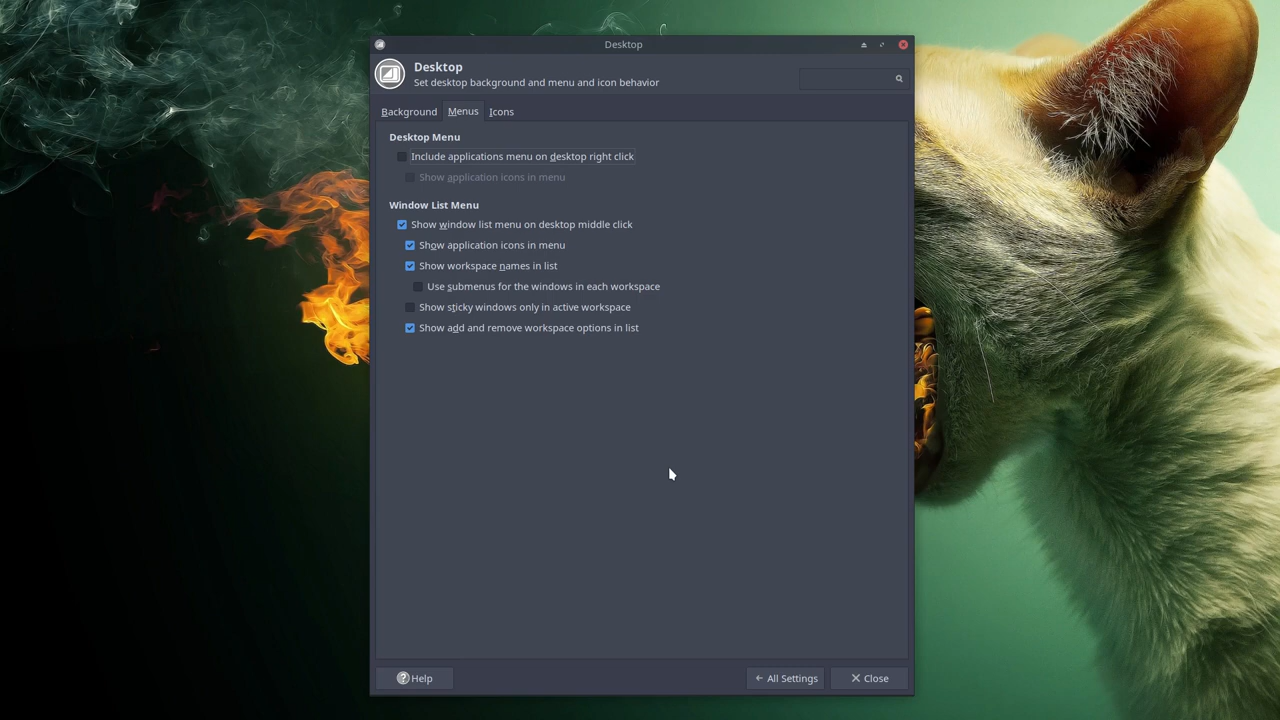 Desktop
Desktop
Set desktop background and menu and icon behavior
Background Menus Icons
Desktop Menu
Include applications menu on desktop right click
Show application icons in menu
Window List Menu
Show window list menu on desktop middle click
Show application icons in menu
Show workspace names in list
Use submenus for the windows in each workspace
Show sticky windows only in active workspace
Show add and remove workspace options in list
Help All Settings Close